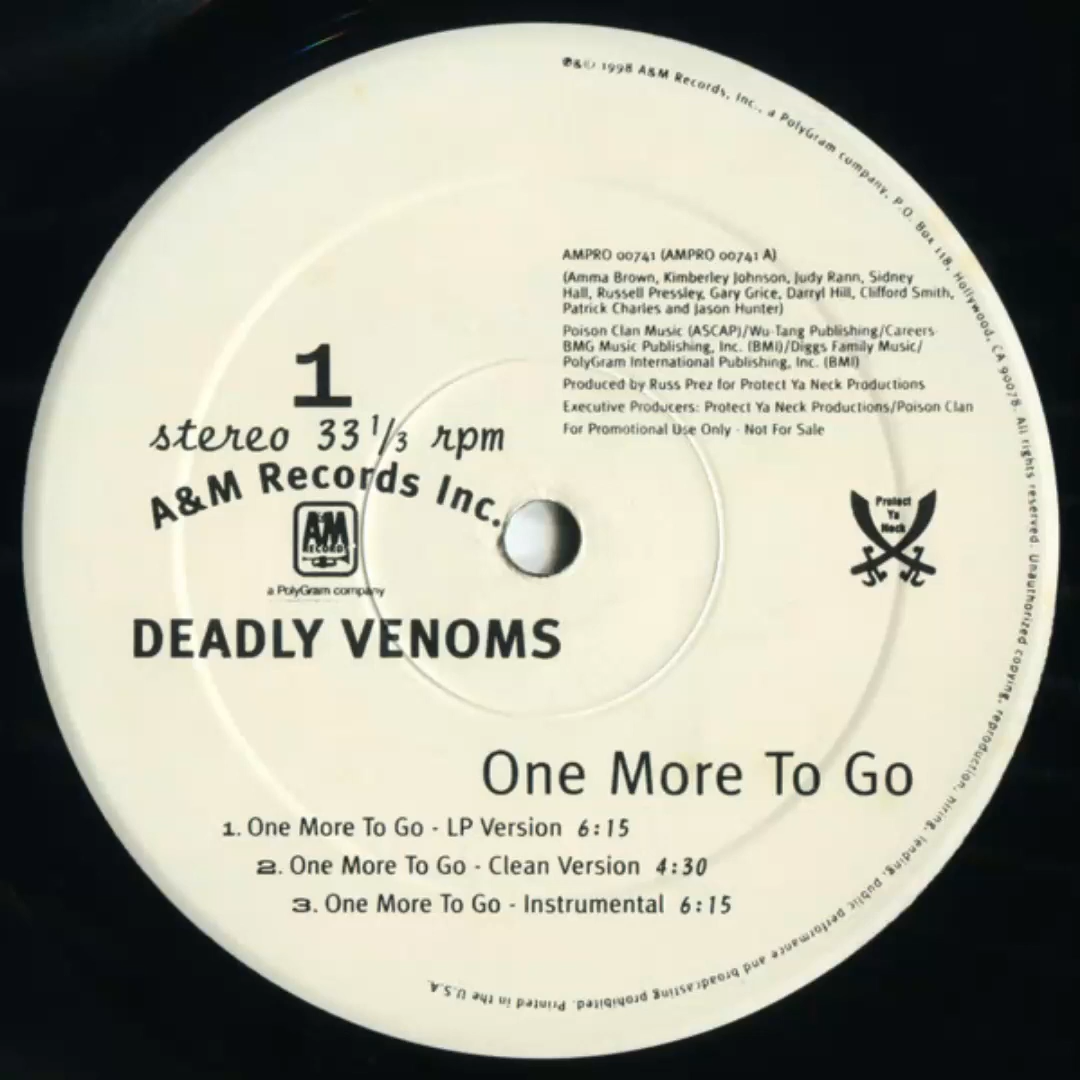 ℗&© 1998 A&M Records, Inc., a PolyGram company, P.O. Box 118, Hollywood, CA 90078. All rights reserved. Unauthorized copying, reproduction, hiring, lending, public performance and broadcasting prohibited. Printed in the U.S.A.
AMPRO 00741 (AMPRO 00741 A)
(Amma Brown, Kimberley Johnson, Judy Rann, Sidney
Hall, Russell Pressley, Gary Grice, Darryl Hill, Clifford Smith,
Patrick Charles and Jason Hunter)
Poison Clan Music (ASCAP)/Wu-Tang Publishing/Careers-
BMG Music Publishing, Inc. (BMI)/Diggs Family Music/
PolyGram International Publishing, Inc. (BMI)
Produced by Russ Prez for Protect Ya Neck Productions
Executive Producers: Protect Ya Neck Productions/Poison Clan
For Promotional Use Only - Not For Sale
1
stereo 33 1/3 rpm
A&M Records Inc.
A&M
RECORDS
a PolyGram company
Protect
Ya
Neck
DEADLY VENOMS
One More To Go
1. One More To Go - LP Version 6:15
2. One More To Go - Clean Version 4:30
3. One More To Go - Instrumental 6:15